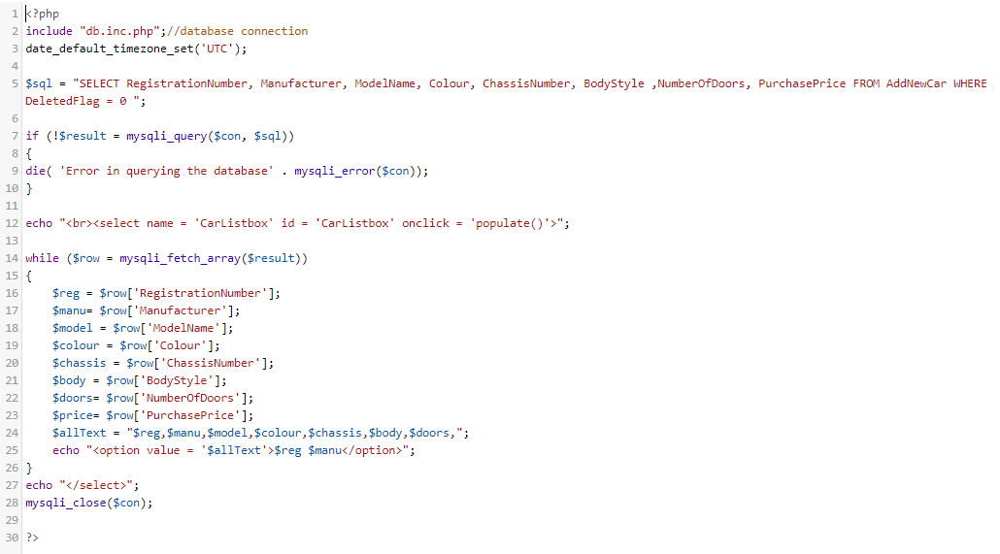 1 <?php
2 include "db.inc.php";//database connection
3 date_default_timezone_set('UTC');
4
5 $sql = "SELECT RegistrationNumber, Manufacturer, ModelName, Colour, ChassisNumber, BodyStyle ,NumberOfDoors, PurchasePrice FROM AddNewCar WHERE
DeletedFlag = 0 ";
6
7 if (!$result = mysqli_query($con, $sql))
8 {
9 die( 'Error in querying the database' . mysqli_error($con));
10 }
11
12 echo "<br><select name = 'CarListbox' id = 'CarListbox' onclick = 'populate()'>";
13
14 while ($row = mysqli_fetch_array($result))
15 {
16     $reg = $row['RegistrationNumber'];
17     $manu= $row['Manufacturer'];
18     $model = $row['ModelName'];
19     $colour = $row['Colour'];
20     $chassis = $row['ChassisNumber'];
21     $body = $row['BodyStyle'];
22     $doors= $row['NumberOfDoors'];
23     $price= $row['PurchasePrice'];
24     $allText = "$reg,$manu,$model,$colour,$chassis,$body,$doors,";
25     echo "<option value = '$allText'>$reg $manu</option>";
26 }
27 echo "</select>";
28 mysqli_close($con);
29
30 ?>